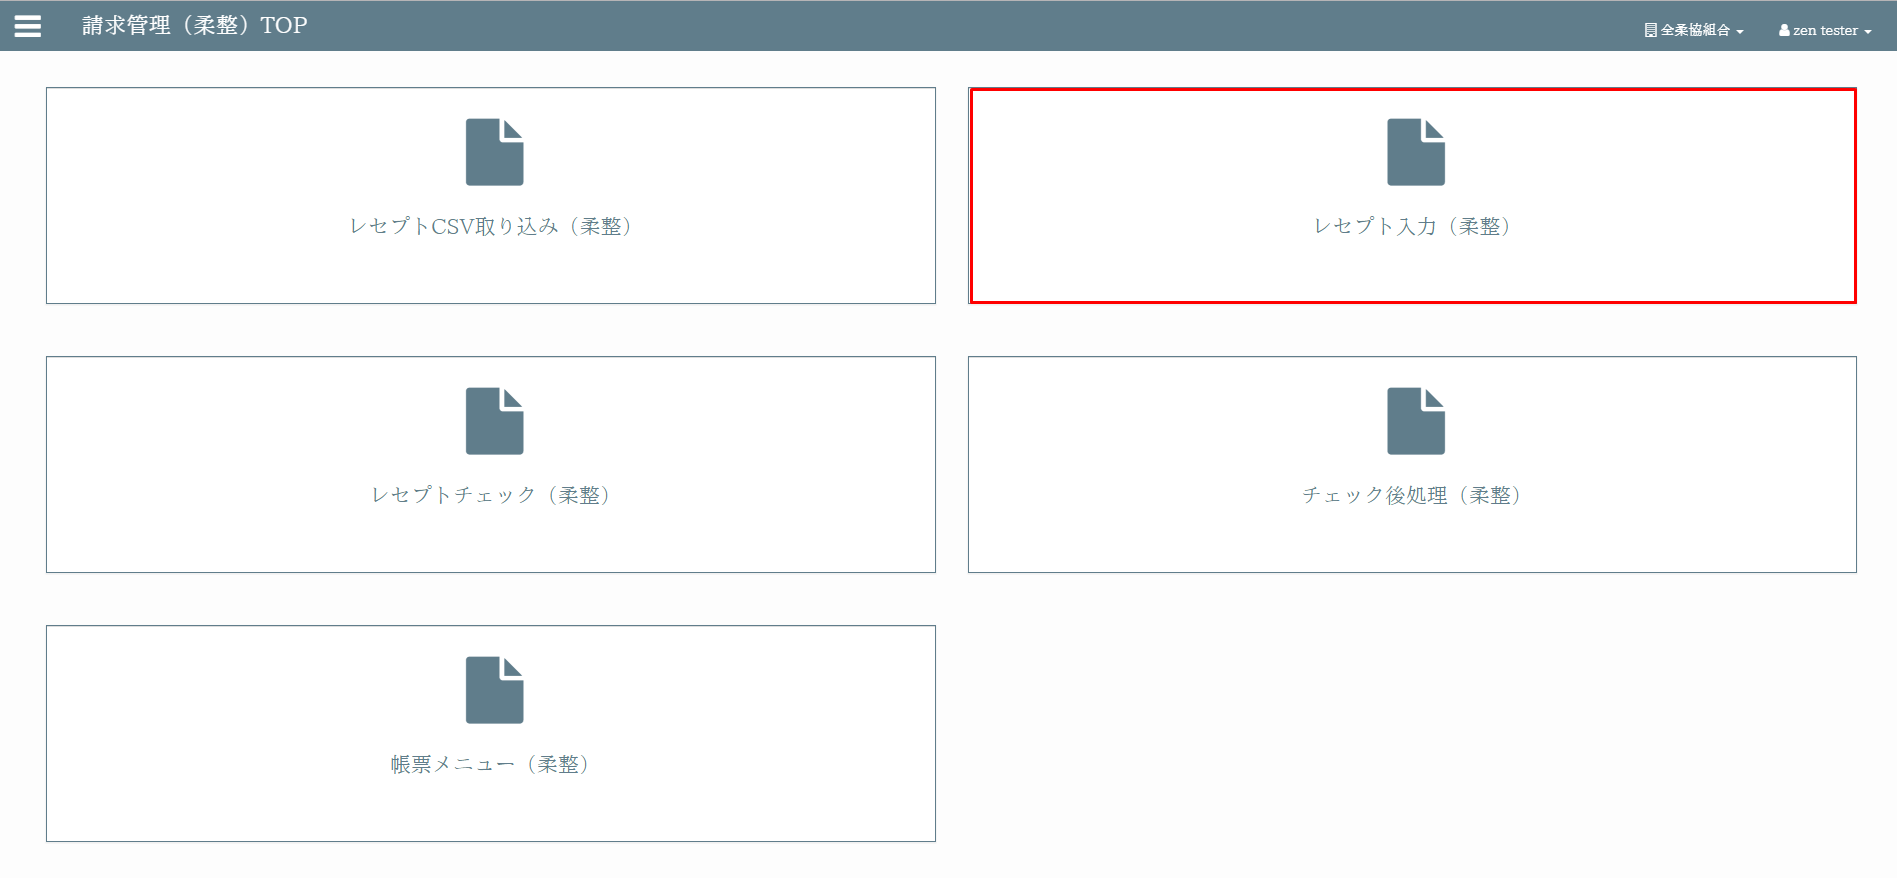 請求管理（柔整）TOP
全柔協組合
zen tester
レセプトCSV取り込み（柔整）
レセプト入力（柔整）
レセプトチェック（柔整）
チェック後処理（柔整）
帳票メニュー（柔整）